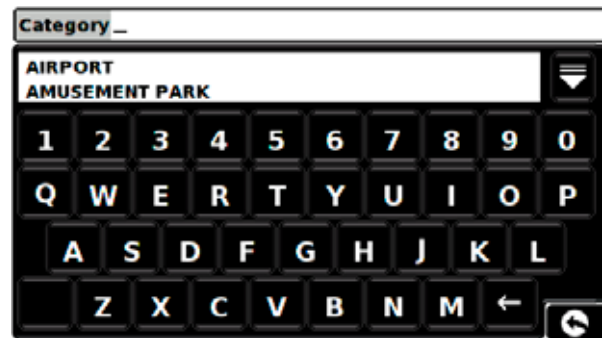 Category _
AIRPORT
AMUSEMENT PARK
1 2 3 4 5 6 7 8 9 0
Q W E R T Y U I O P
A S D F G H J K L
Z X C V B N M ←